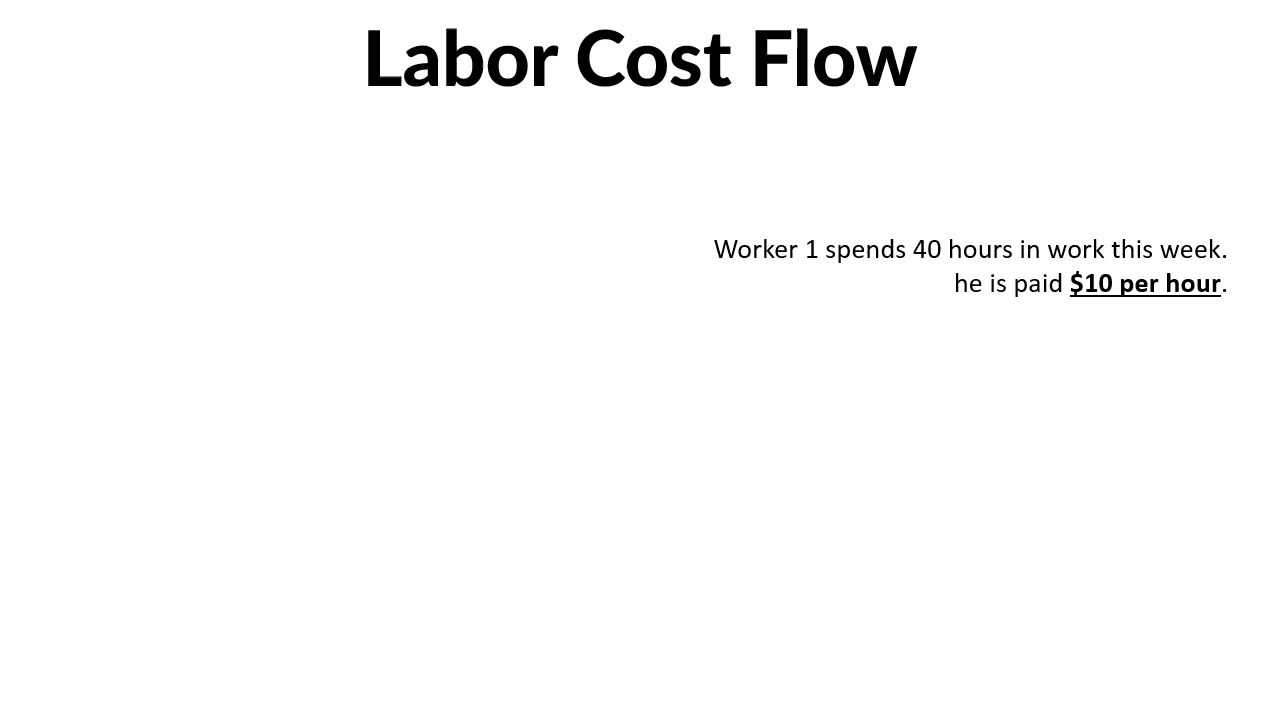 Labor Cost Flow
Worker 1 spends 40 hours in work this week.
he is paid $10 per hour.